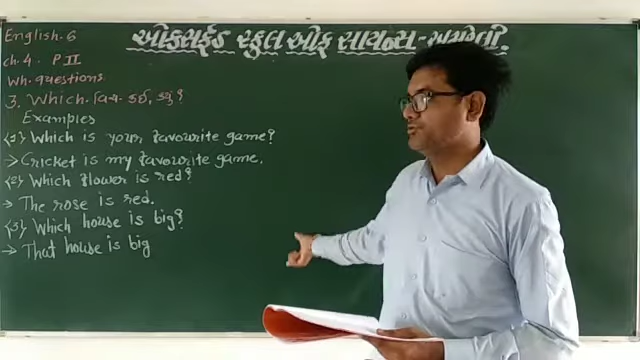 ઓક્સફર્ડ સ્કુલ ઓફ સાયન્સ-અમરેલી.
English-6
ch.4 P II
Wh. questions
3. Which - વિચ - કઈ, કયું?
Examples
(1) Which is your favourite game?
→ Cricket is my favourite game.
(2) Which flower is red?
→ The rose is red.
(3) Which house is big?
→ That house is big